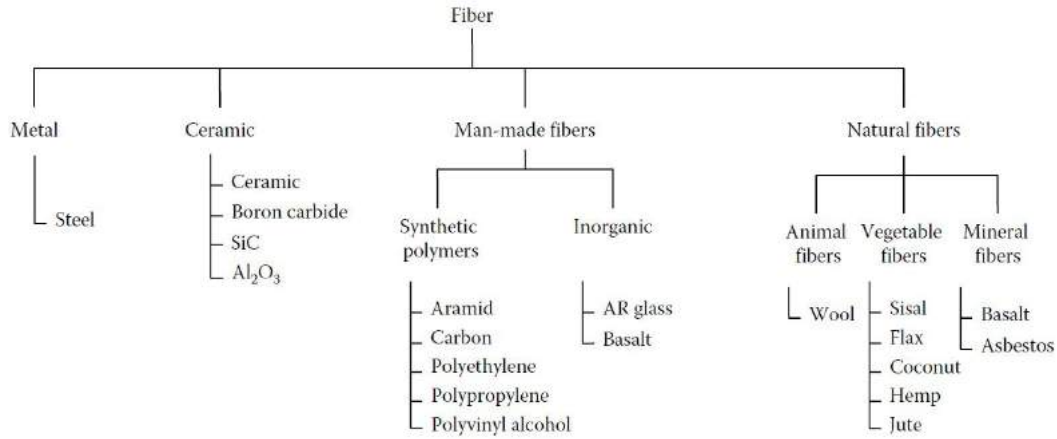 Fiber
Metal
Steel
Ceramic
Ceramic
Boron carbide
SiC
Al₂O₃
Man-made fibers
Synthetic
polymers
Aramid
Carbon
Polyethylene
Polypropylene
Polyvinyl alcohol
Inorganic
AR glass
Basalt
Natural fibers
Animal
fibers
Wool
Vegetable
fibers
Sisal
Flax
Coconut
Hemp
Jute
Mineral
fibers
Basalt
Asbestos